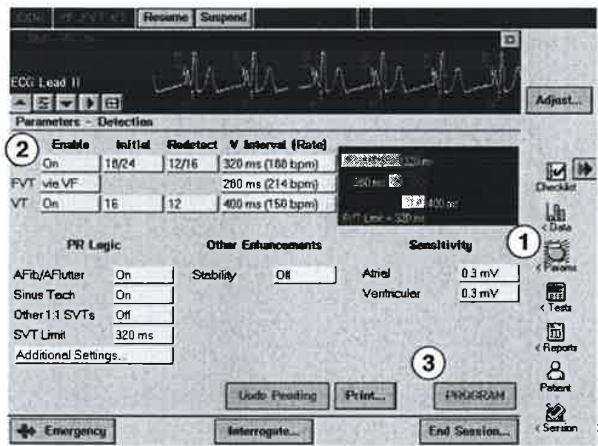 Resume Suspend
ECG Lead II
Adjust...
Parameters - Detection
2 Enable Initial Redetect V Interval (Rate)
On 18/24 12/16 320 ms (188 bpm)
FVT via VF 280 ms (214 bpm)
VT On 16 12 400 ms (150 bpm)
320 ms
280 ms
400 ms
SVT Limit = 320 ms
Checklist
< Data
1
< Params
PR Logic Other Enhancements Sensitivity
AFib/AFlutter On Stability Off Atrial 0.3 mV
Sinus Tach On Ventricular 0.3 mV
Other 1:1 SVTs Off
SVT Limit 320 ms
Additional Settings...
< Tests
< Reports
3
Undo Pending Print... PROGRAM
Patient
Emergency Interrogate... End Session...
< Session